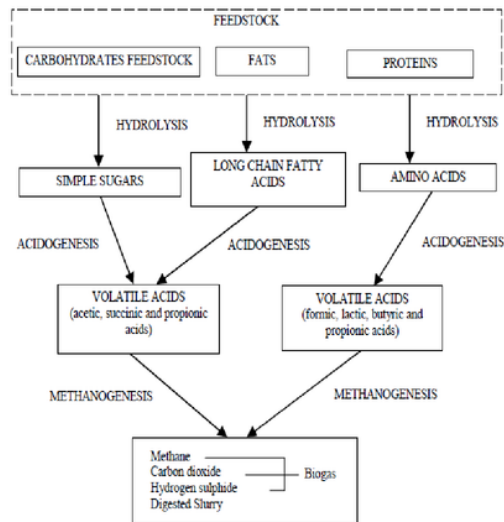 FEEDSTOCK
CARBOHYDRATES FEEDSTOCK
FATS
PROTEINS
HYDROLYSIS
HYDROLYSIS
HYDROLYSIS
SIMPLE SUGARS
LONG CHAIN FATTY
ACIDS
AMINO ACIDS
ACIDOGENESIS
ACIDOGENESIS
ACIDOGENESIS
VOLATILE ACIDS
(acetic, succinic and propionic
acids)
VOLATILE ACIDS
(formic, lactic, butyric and
propionic acids)
METHANOGENESIS
METHANOGENESIS
Methane
Carbon dioxide
Biogas
Hydrogen sulphide
Digested Slurry